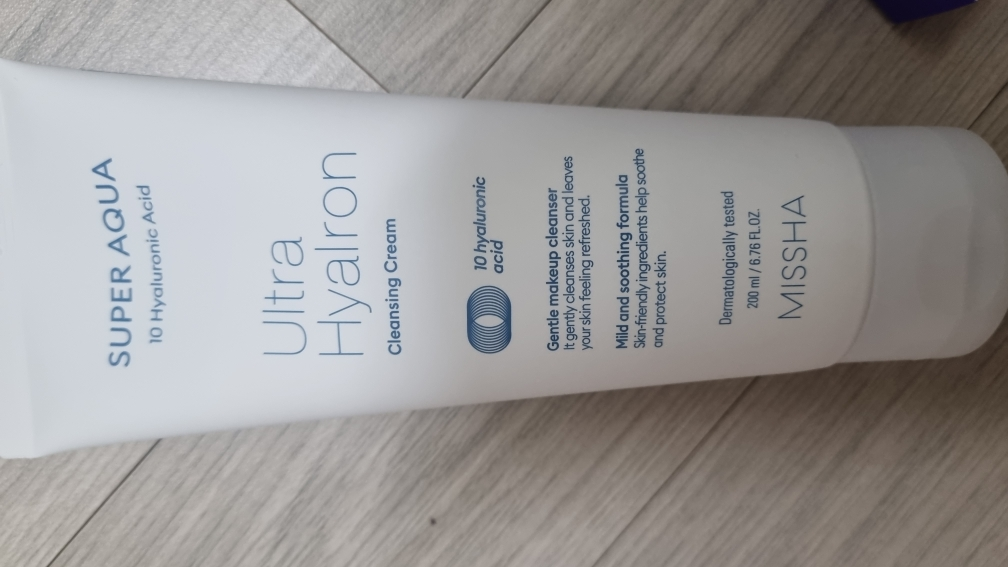 SUPER AQUA
10 Hyaluronic Acid
Ultra
Hyalron
Cleansing Cream
10 hyaluronic
acid
Gentle makeup cleanser
It gently cleanses skin and leaves
your skin feeling refreshed.
Mild and soothing formula
Skin-friendly ingredients help soothe
and protect skin.
Dermatologically tested
200 ml / 6.76 FL.OZ.
MISSHA